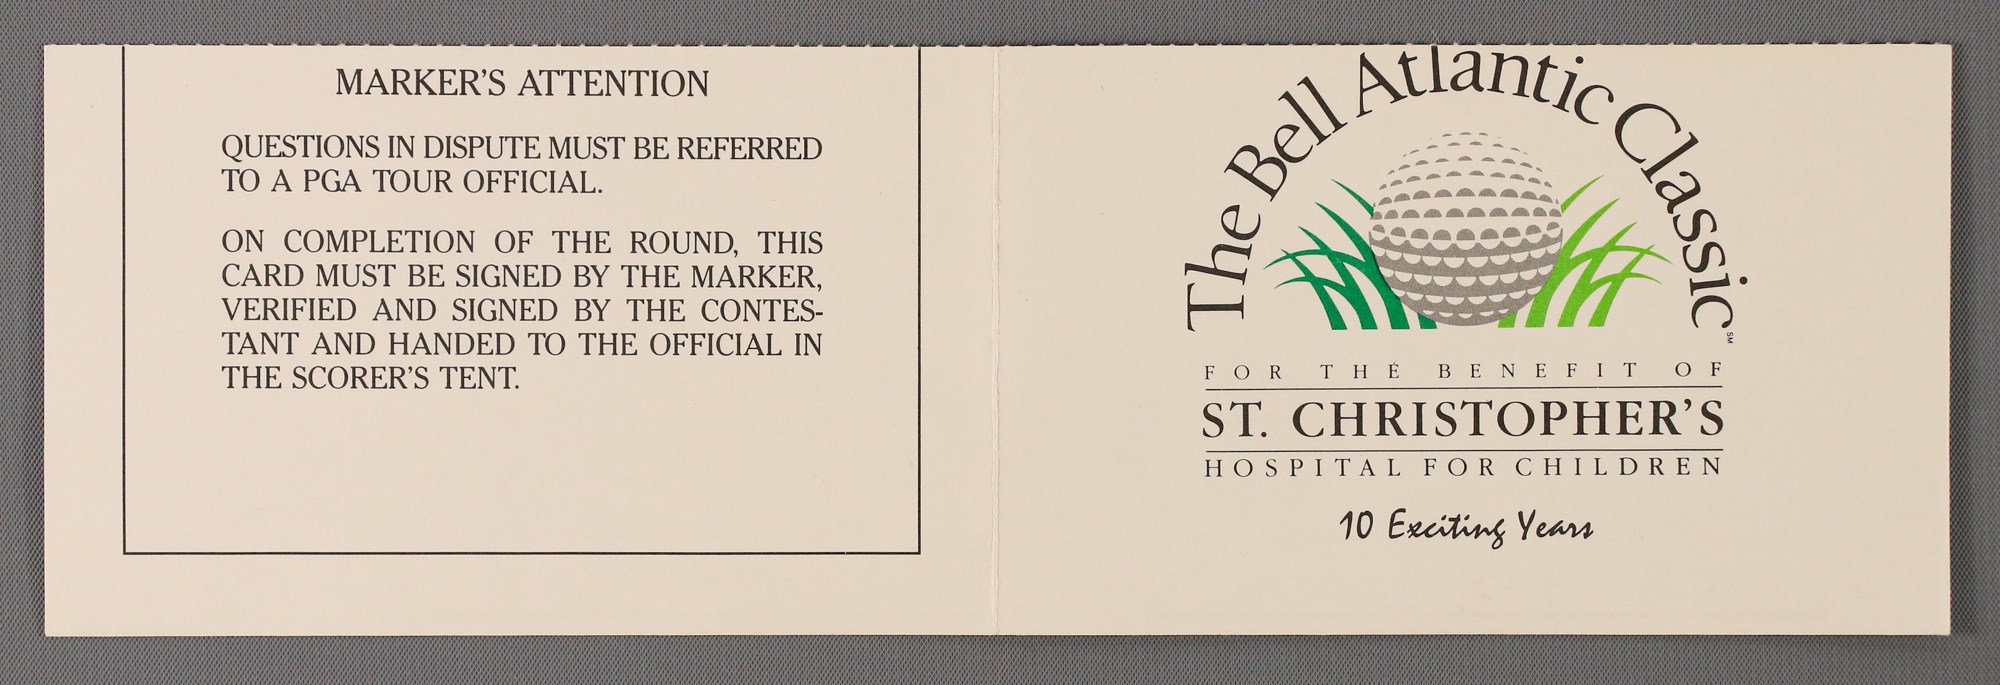 MARKER'S ATTENTION
QUESTIONS IN DISPUTE MUST BE REFERRED
TO A PGA TOUR OFFICIAL.
ON COMPLETION OF THE ROUND, THIS
CARD MUST BE SIGNED BY THE MARKER,
VERIFIED AND SIGNED BY THE CONTES-
TANT AND HANDED TO THE OFFICIAL IN
THE SCORER'S TENT.
The Bell Atlantic Classic℠
FOR THE BENEFIT OF
ST. CHRISTOPHER'S
HOSPITAL FOR CHILDREN
10 Exciting Years